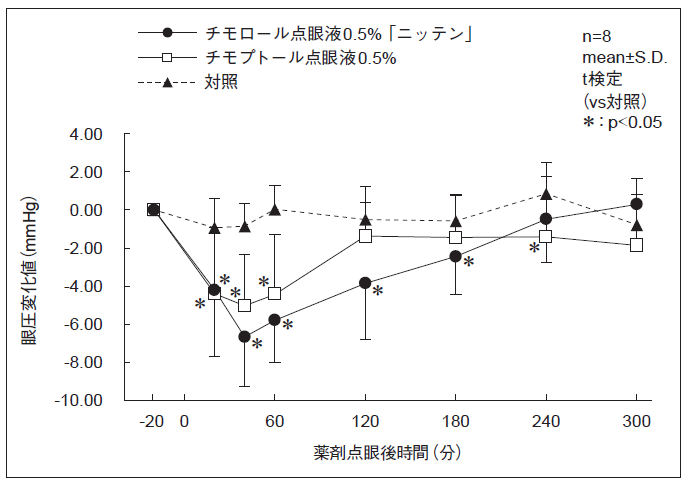 チモロール点眼液0.5%「ニッテン」
チモプトール点眼液0.5%
対照
n=8
mean±S.D.
t検定
(vs対照)
*:p<0.05
4.00
2.00
0.00
-2.00
-4.00
-6.00
-8.00
-10.00
眼圧変化値(mmHg)
* * * * * * * * *
-20 0 60 120 180 240 300
薬剤点眼後時間(分)